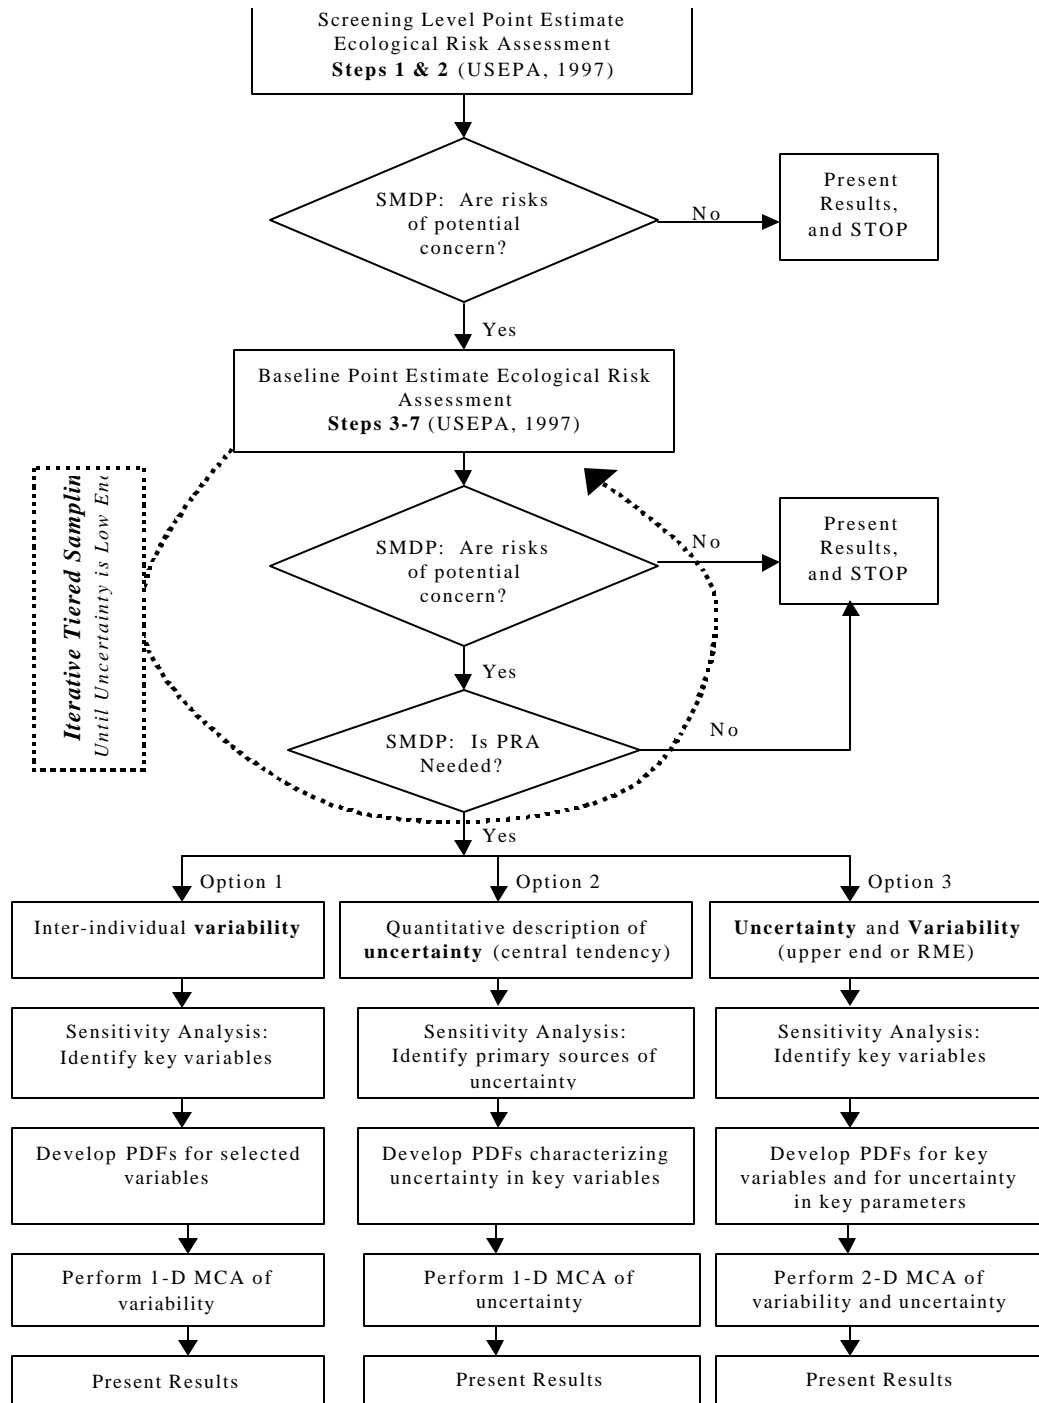 Screening Level Point Estimate
Ecological Risk Assessment
Steps 1 & 2 (USEPA, 1997)
SMDP: Are risks
of potential
concern?
No
Present
Results,
and STOP
Yes
Baseline Point Estimate Ecological Risk
Assessment
Steps 3-7 (USEPA, 1997)
Iterative Tiered
Until Uncertainty is Low
SMDP: Are risks
of potential
concern?
No
Present
Results,
and STOP
Yes
SMDP: Is PRA
Needed?
No
Yes
Option 1
Option 2
Option 3
Inter-individual variability
Quantitative description of
uncertainty (central tendency)
Uncertainty and Variability
(upper end or RME)
Sensitivity Analysis:
Identify key variables
Sensitivity Analysis:
Identify primary sources of
uncertainty
Sensitivity Analysis:
Identify key variables
Develop PDFs for selected
variables
Develop PDFs characterizing
uncertainty in key variables
Develop PDFs for key
variables and for uncertainty
in key parameters
Perform 1-D MCA of
variability
Perform 1-D MCA of
uncertainty
Perform 2-D MCA of
variability and uncertainty
Present Results
Present Results
Present Results